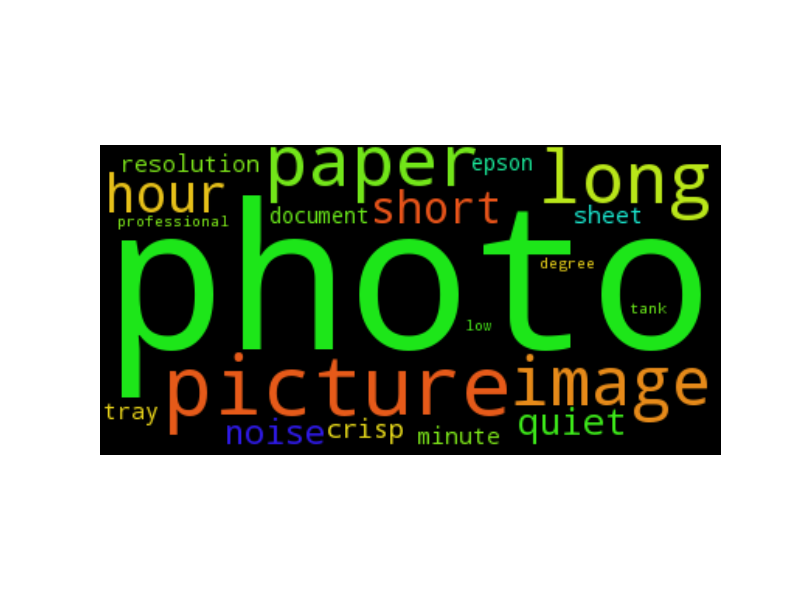 resolution paper epson long
hour short sheet
professional document
photo
degree
tank
low
picture image
tray noise crisp minute quiet